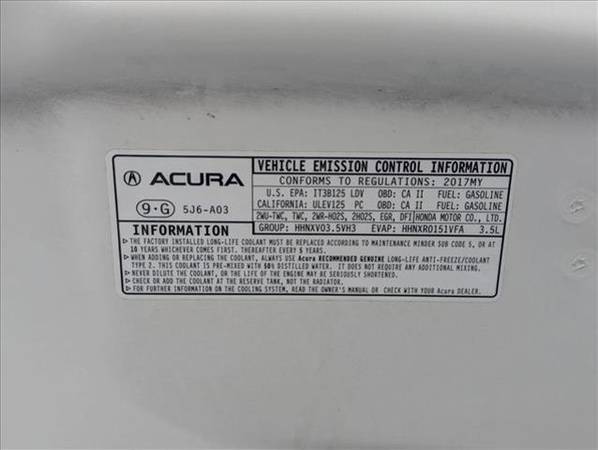 ACURA
9·G 5J6-A03
VEHICLE EMISSION CONTROL INFORMATION
CONFORMS TO REGULATIONS: 2017MY
U.S. EPA: IT3B125 LDV OBD: CA II FUEL: GASOLINE
CALIFORNIA: ULEV125 PC OBD: CA II FUEL: GASOLINE
2WU-TWC, TWC, 2WR-HO2S, 2HO2S, EGR, DFI HONDA MOTOR CO., LTD.
GROUP: HHNXV03.5VH3 EVAP: HHNXR0151VFA 3.5L
INFORMATION
▶THE FACTORY INSTALLED LONG-LIFE COOLANT MUST BE REPLACED ACCORDING TO MAINTENANCE MINDER SUB CODE 5, OR AT
10 YEARS WHICHEVER COMES FIRST. THEREAFTER EVERY 5 YEARS.
▶WHEN ADDING OR REPLACING THE COOLANT, ALWAYS USE Acura RECOMMENDED GENUINE LONG-LIFE ANTI-FREEZE/COOLANT
TYPE 2. THIS COOLANT IS PRE-MIXED WITH 50% DISTILLED WATER. IT DOES NOT REQUIRE ANY ADDITIONAL MIXING.
▶NEVER DILUTE THE COOLANT, OR THE LIFE OF THE ENGINE MAY BE SERIOUSLY SHORTENED.
▶CHECK OR ADD THE COOLANT AT THE RESERVE TANK, NOT THE RADIATOR.
▶FOR FURTHER INFORMATION ON THE COOLING SYSTEM, READ THE OWNER'S MANUAL OR CHECK WITH YOUR Acura DEALER.